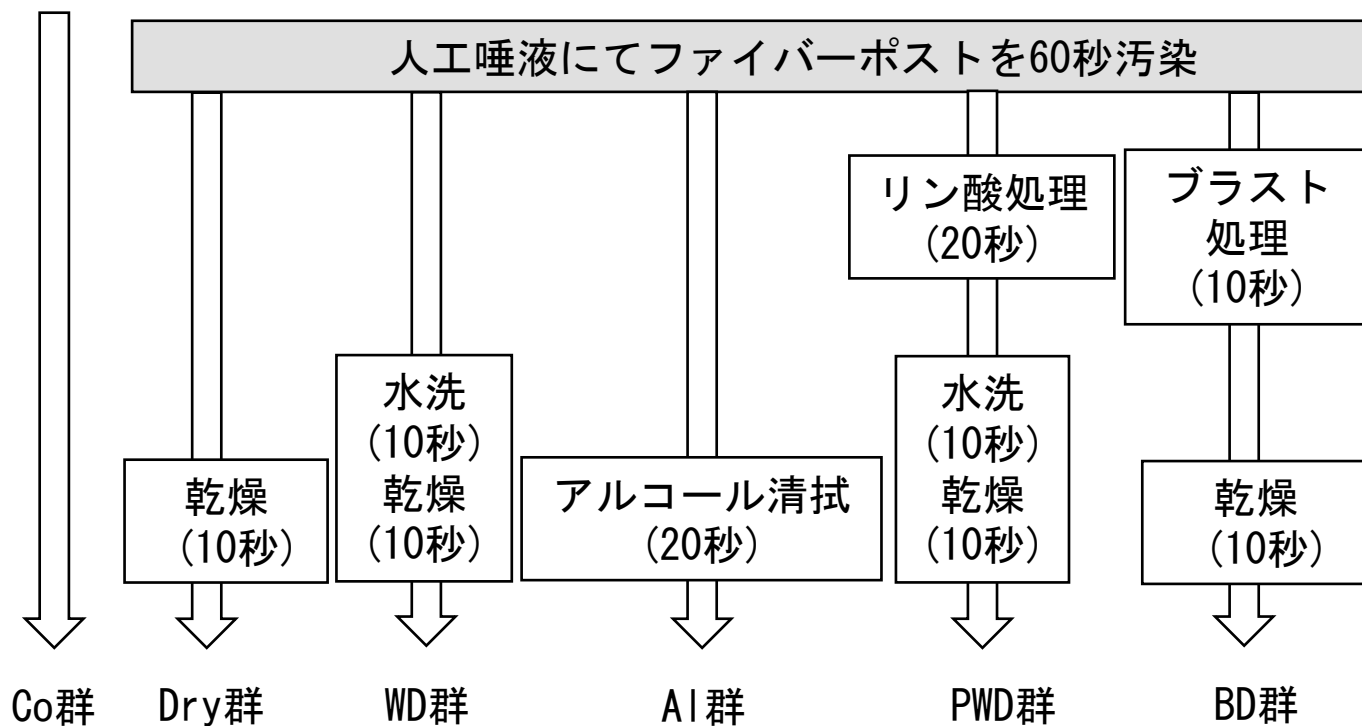 人工唾液にてファイバーポストを60秒汚染
リン酸処理
(20秒)
ブラスト
処理
(10秒)
乾燥
(10秒)
水洗
(10秒)
乾燥
(10秒)
アルコール清拭
(20秒)
水洗
(10秒)
乾燥
(10秒)
乾燥
(10秒)
Co群 Dry群 WD群 Al群 PWD群 BD群